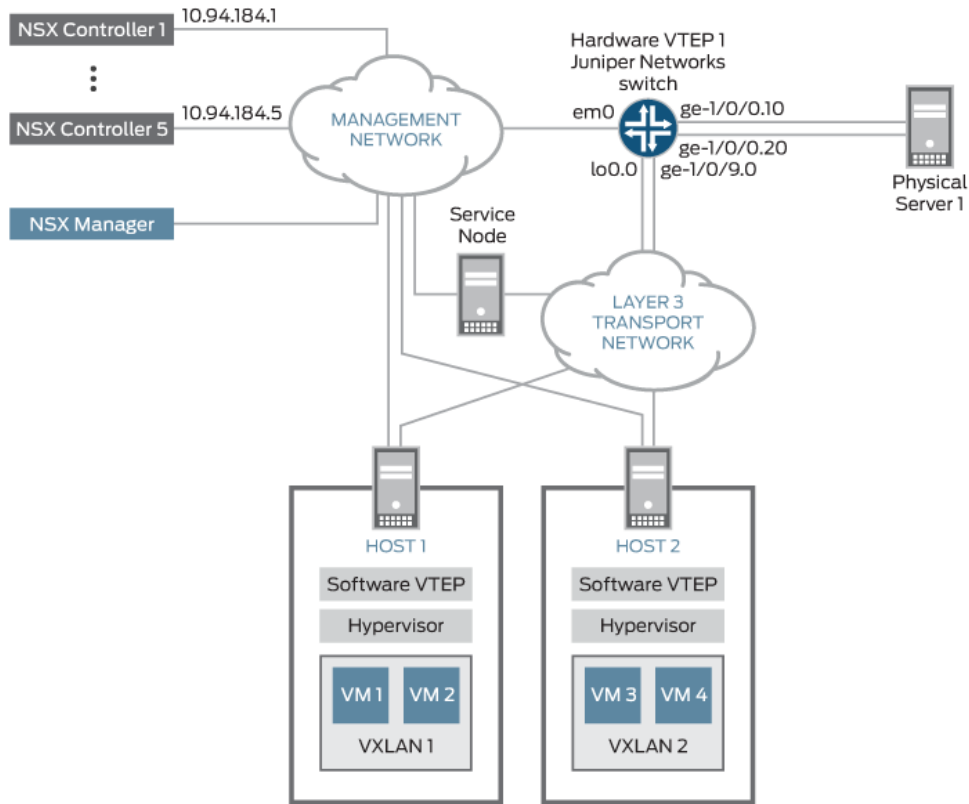 NSX Controller 1
10.94.184.1
NSX Controller 5
10.94.184.5
NSX Manager
MANAGEMENT
NETWORK
Hardware VTEP 1
Juniper Networks
switch
em0
ge-1/0/0.10
ge-1/0/0.20
lo0.0
ge-1/0/9.0
Physical
Server 1
Service
Node
LAYER 3
TRANSPORT
NETWORK
HOST 1
Software VTEP
Hypervisor
VM 1
VM 2
VXLAN 1
HOST 2
Software VTEP
Hypervisor
VM 3
VM 4
VXLAN 2